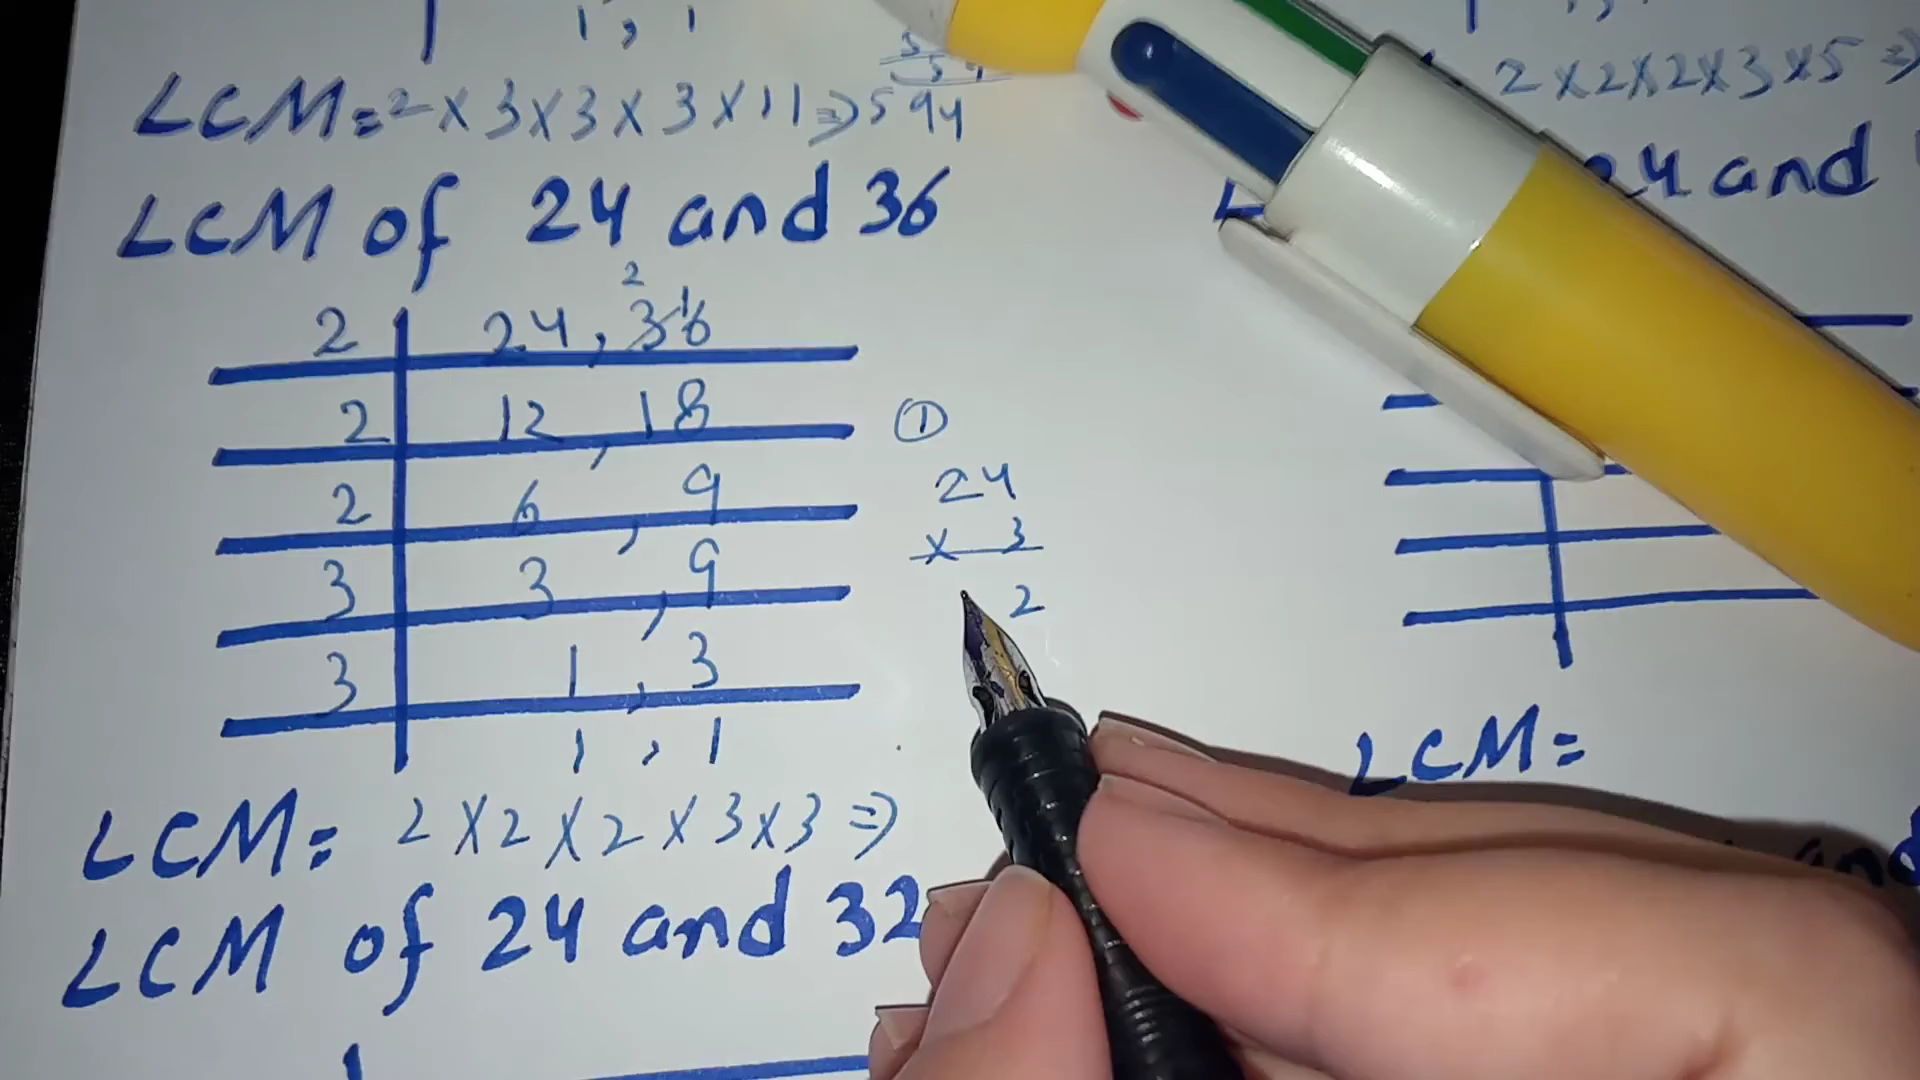 1 , 1
LCM=2×3×3×3×11⇒594
LCM of 24 and 36
2
2 | 24 , 36
2 | 12 , 18
2 | 6 , 9
3 | 3 , 9
3 | 1 , 3
1 , 1
①
24
× 3
2
LCM= 2×2×2×3×3⇒
LCM of 24 and 32
2×2×2×3×5⇒
24 and
LCM=
and